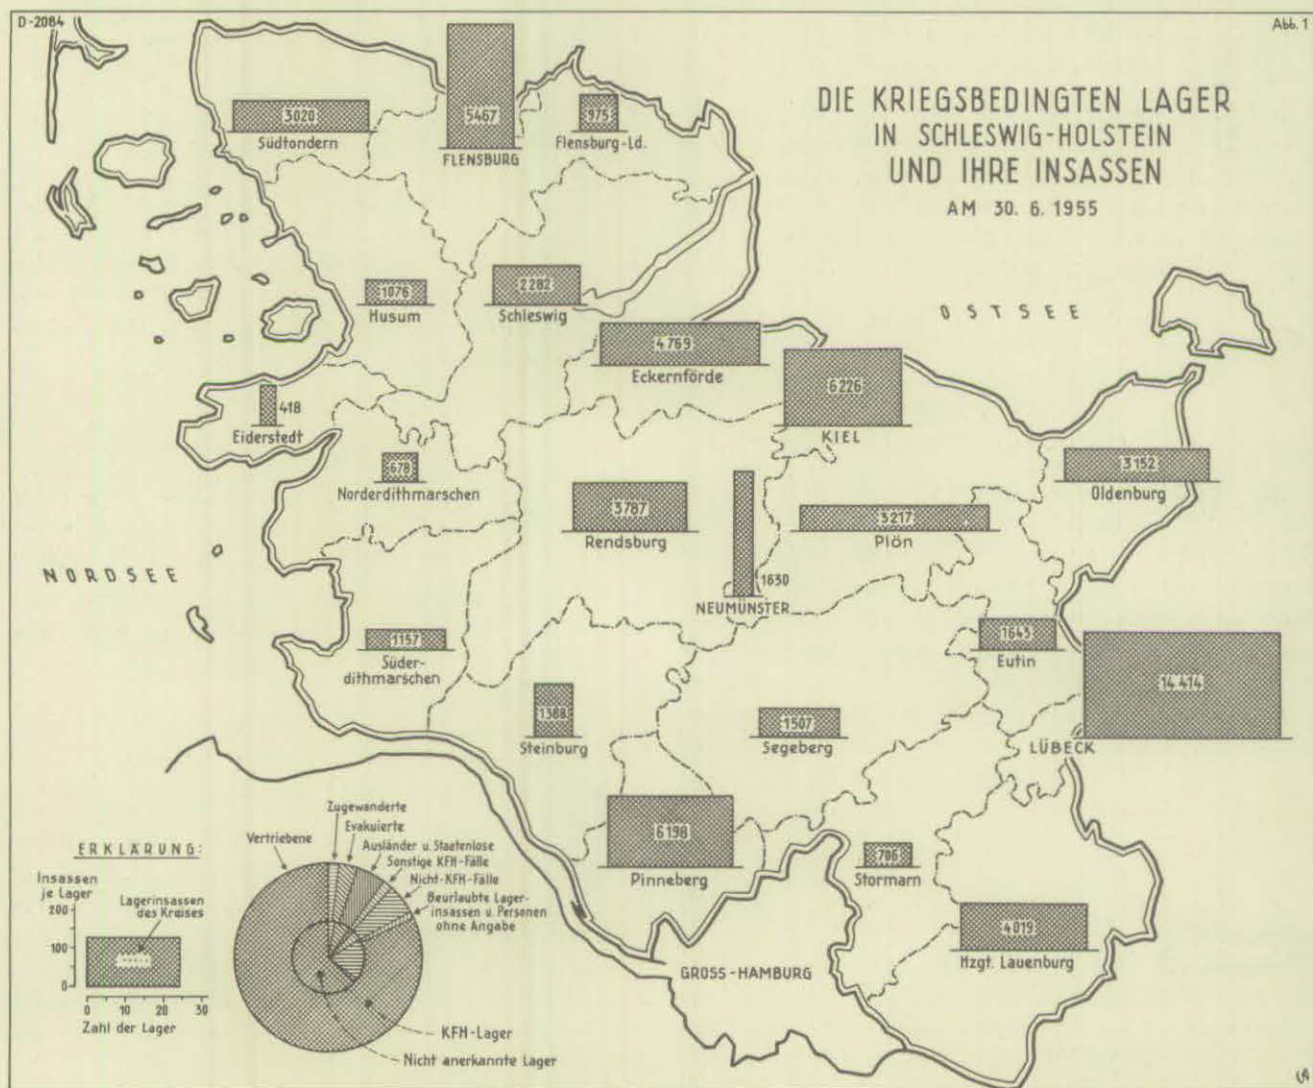 D-2084
Abb. 1
DIE KRIEGSBEDINGTEN LAGER
IN SCHLESWIG-HOLSTEIN
UND IHRE INSASSEN
AM 30. 6. 1955
3020
Südtondern
5467
FLENSBURG
975
Flensburg-Ld.
1076
Husum
2282
Schleswig
OSTSEE
4769
Eckernförde
6226
KIEL
418
Eiderstedt
678
Norderdithmarschen
3787
Rendsburg
1630
NEUMÜNSTER
3217
Plön
3152
Oldenburg
NORDSEE
1157
Süder-
dithmarschen
1643
Eutin
14414
LÜBECK
1388
Steinburg
1507
Segeberg
6198
Pinneberg
706
Stormarn
4019
Hzgt. Lauenburg
GROSS-HAMBURG
ERKLÄRUNG:
Insassen
je Lager
200
100
0
Lagerinsassen
des Kreises
0 10 20 30
Zahl der Lager
Vertriebene
Zugewanderte
Evakuierte
Ausländer u. Staatenlose
Sonstige KFH-Fälle
Nicht-KFH-Fälle
Beurlaubte Lager-
insassen u. Personen
ohne Angabe
KFH-Lager
Nicht anerkannte Lager